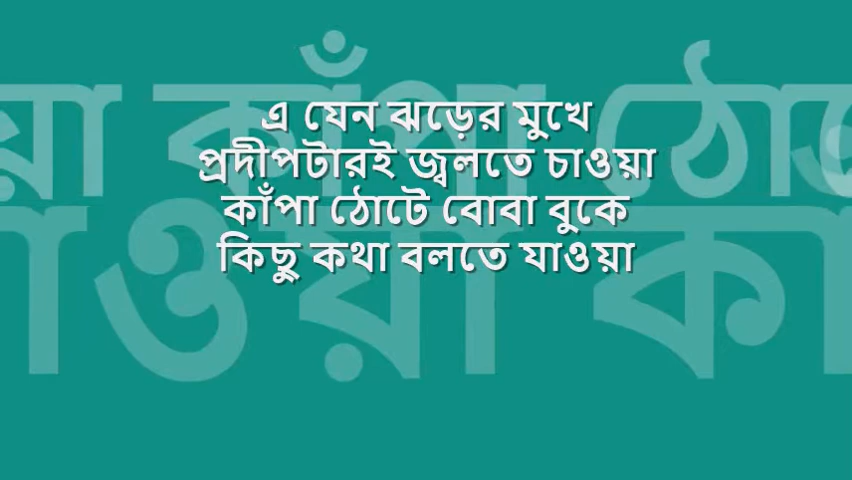 এ যেন ঝড়ের মুখে
প্রদীপটারই জ্বলতে চাওয়া
কাঁপা ঠোটে বোবা বুকে
কিছু কথা বলতে যাওয়া